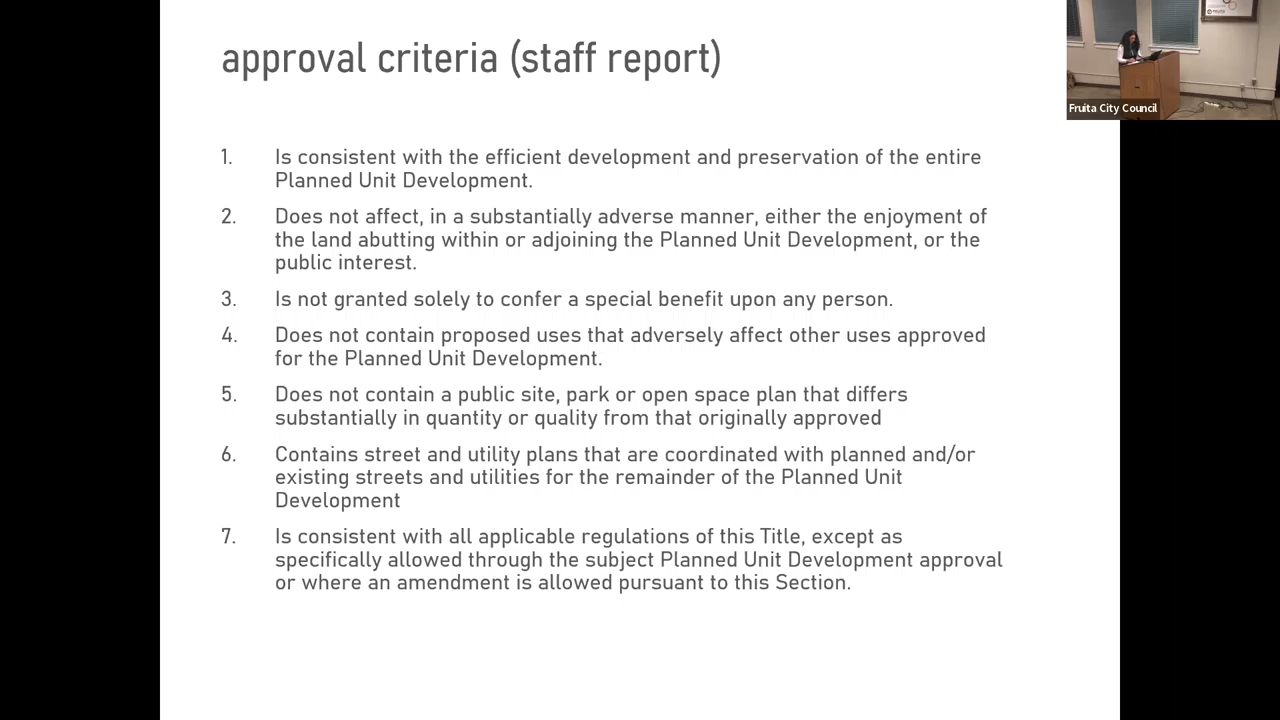 approval criteria (staff report)
Fruita City Council
1. Is consistent with the efficient development and preservation of the entire
Planned Unit Development.
2. Does not affect, in a substantially adverse manner, either the enjoyment of
the land abutting within or adjoining the Planned Unit Development, or the
public interest.
3. Is not granted solely to confer a special benefit upon any person.
4. Does not contain proposed uses that adversely affect other uses approved
for the Planned Unit Development.
5. Does not contain a public site, park or open space plan that differs
substantially in quantity or quality from that originally approved
6. Contains street and utility plans that are coordinated with planned and/or
existing streets and utilities for the remainder of the Planned Unit
Development
7. Is consistent with all applicable regulations of this Title, except as
specifically allowed through the subject Planned Unit Development approval
or where an amendment is allowed pursuant to this Section.